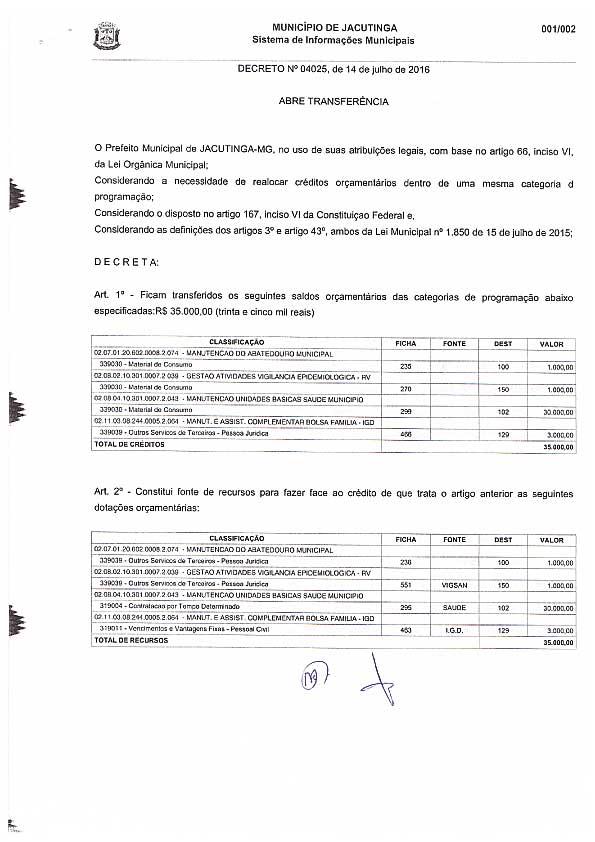 MUNICÍPIO DE JACUTINGA 001/002
Sistema de Informações Municipais
DECRETO Nº 04025, de 14 de julho de 2016
ABRE TRANSFERÊNCIA
O Prefeito Municipal de JACUTINGA-MG, no uso de suas atribuições legais, com base no artigo 66, inciso VI,
da Lei Orgânica Municipal;
Considerando a necessidade de realocar créditos orçamentários dentro de uma mesma categoria d
programação;
Considerando o disposto no artigo 167, inciso VI da Constituiçao Federal e,
Considerando as definições dos artigos 3º e artigo 43º, ambos da Lei Municipal nº 1.850 de 15 de julho de 2015;
D E C R E T A:
Art. 1º - Ficam transferidos os seguintes saldos orçamentários das categorias de programação abaixo
especificadas:R$ 35.000,00 (trinta e cinco mil reais)
CLASSIFICAÇÃO FICHA FONTE DEST VALOR
02.07.01.20.602.0008.2.074 - MANUTENCAO DO ABATEDOURO MUNICIPAL
339030 - Material de Consumo 235 100 1.000,00
02.08.02.10.301.0007.2.039 - GESTAO ATIVIDADES VIGILANCIA EPIDEMIOLOGICA - RV
339030 - Material de Consumo 270 150 1.000,00
02.08.04.10.301.0007.2.043 - MANUTENCAO UNIDADES BASICAS SAUDE MUNICIPIO
339030 - Material de Consumo 299 102 30.000,00
02.11.03.08.244.0005.2.064 - MANUT. E ASSIST. COMPLEMENTAR BOLSA FAMILIA - IGD
339039 - Outros Servicos de Terceiros - Pessoa Juridica 466 129 3.000,00
TOTAL DE CRÉDITOS 35.000,00
Art. 2º - Constitui fonte de recursos para fazer face ao crédito de que trata o artigo anterior as seguintes
dotações orçamentárias:
CLASSIFICAÇÃO FICHA FONTE DEST VALOR
02.07.01.20.602.0008.2.074 - MANUTENCAO DO ABATEDOURO MUNICIPAL
339039 - Outros Servicos de Terceiros - Pessoa Juridica 236 100 1.000,00
02.08.02.10.301.0007.2.039 - GESTAO ATIVIDADES VIGILANCIA EPIDEMIOLOGICA - RV
339039 - Outros Servicos de Terceiros - Pessoa Juridica 551 VIGSAN 150 1.000,00
02.08.04.10.301.0007.2.043 - MANUTENCAO UNIDADES BASICAS SAUDE MUNICIPIO
319004 - Contratacao por Tempo Determinado 295 SAUDE 102 30.000,00
02.11.03.08.244.0005.2.064 - MANUT. E ASSIST. COMPLEMENTAR BOLSA FAMILIA - IGD
319011 - Vencimentos e Vantagens Fixas - Pessoal Civil 463 I.G.D. 129 3.000,00
TOTAL DE RECURSOS 35.000,00